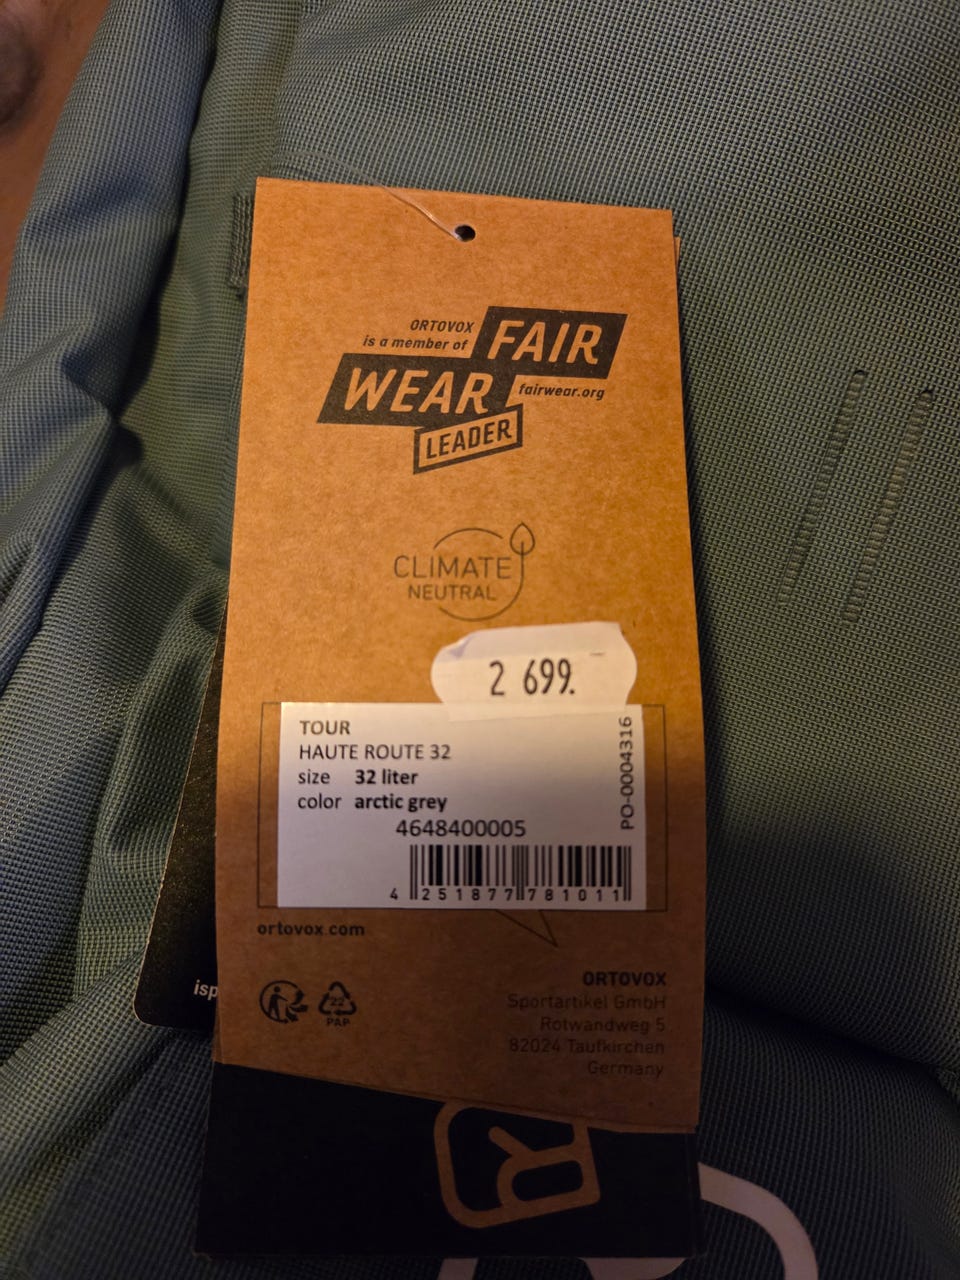 ORTOVOX
is a member of
FAIR
WEAR
fairwear.org
LEADER
CLIMATE
NEUTRAL
2 699.
TOUR
HAUTE ROUTE 32
size 32 liter
color arctic grey
4648400005
4 251877 781011
PO-0004316
ortovox.com
isp
22
PAP
ORTOVOX
Sportartikel GmbH
Rotwandweg 5
82024 Taufkirchen
Germany